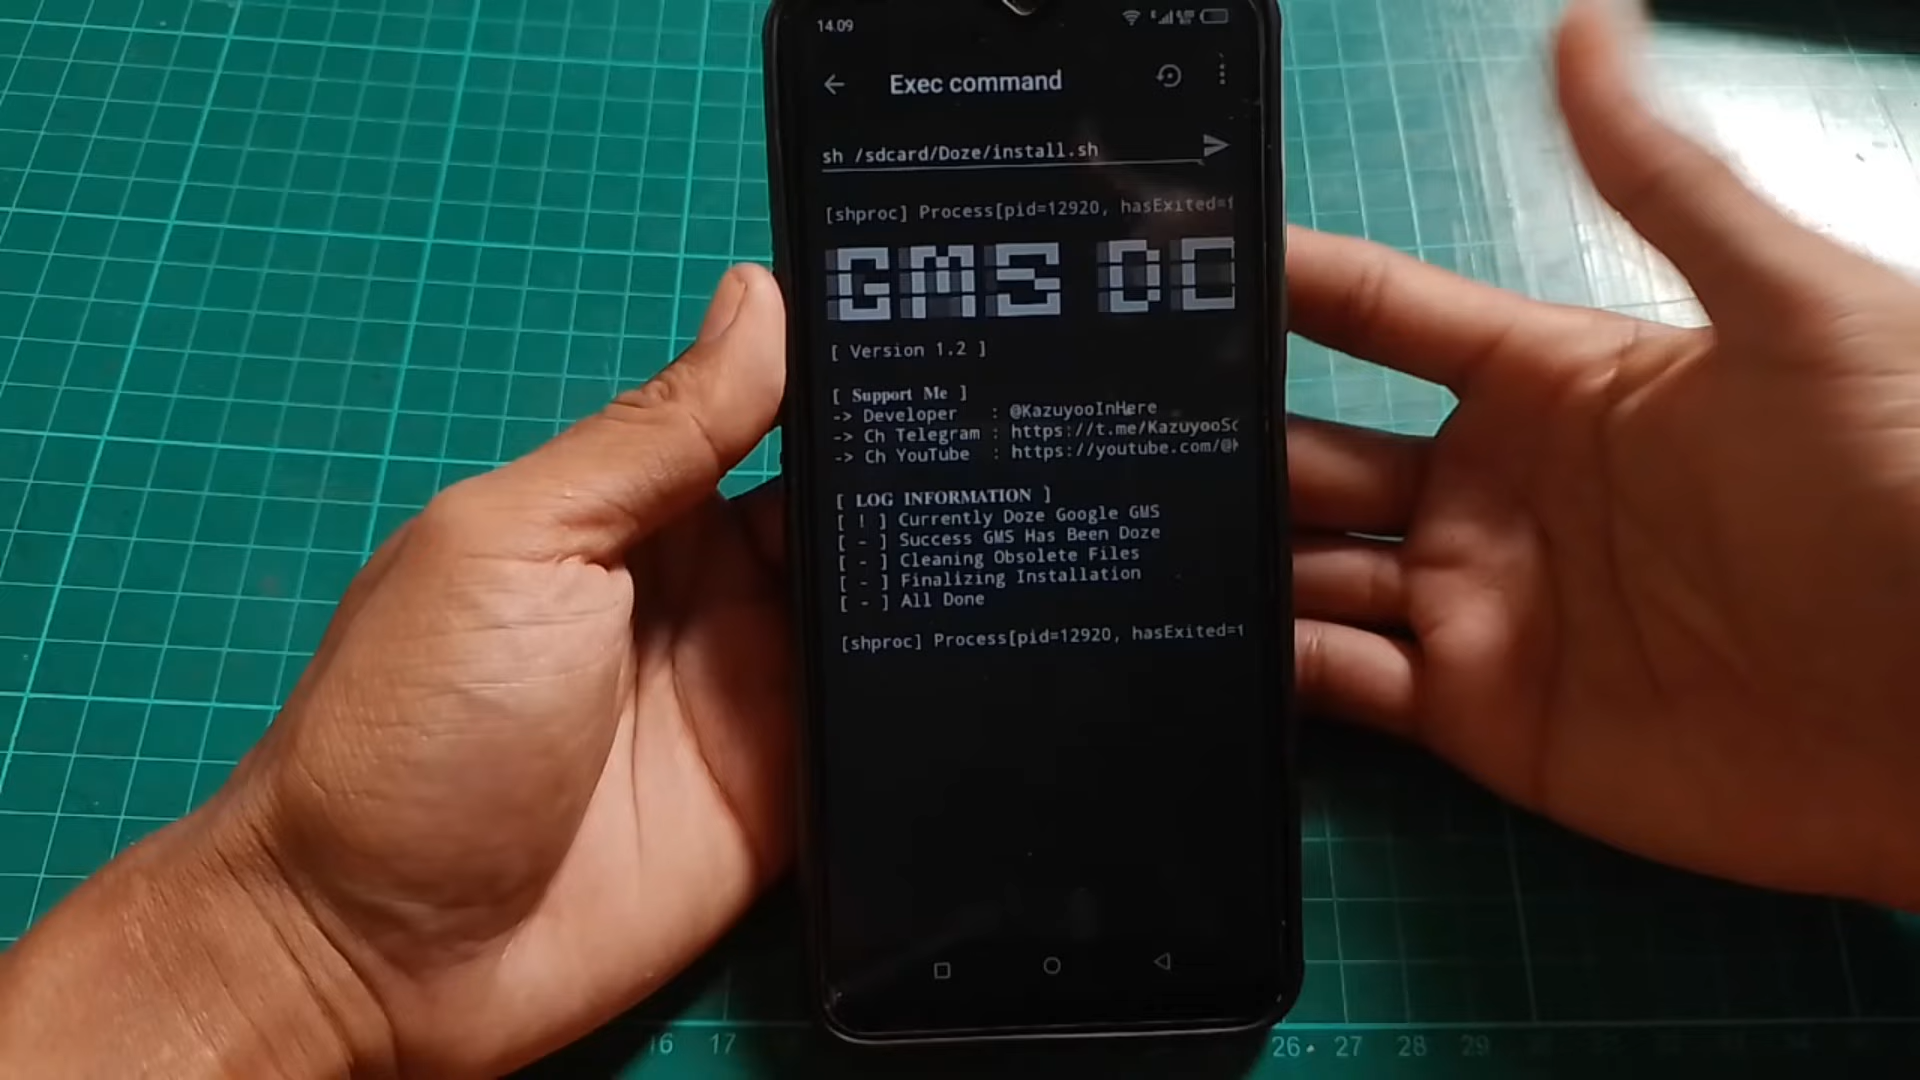 14.09
Exec command
sh /sdcard/Doze/install.sh
[shproc] Process[pid=12920, hasExited=
GMS DO
[ Version 1.2 ]
[ Support Me ]
-> Developer : @KazuyooInHere
-> Ch Telegram : https://t.me/KazuyooSc
-> Ch YouTube : https://youtube.com/@K
[ LOG INFORMATION ]
[ ! ] Currently Doze Google GMS
[ - ] Success GMS Has Been Doze
[ - ] Cleaning Obsolete Files
[ - ] Finalizing Installation
[ - ] All Done
[shproc] Process[pid=12920, hasExited=
16 17 26 27 28 29